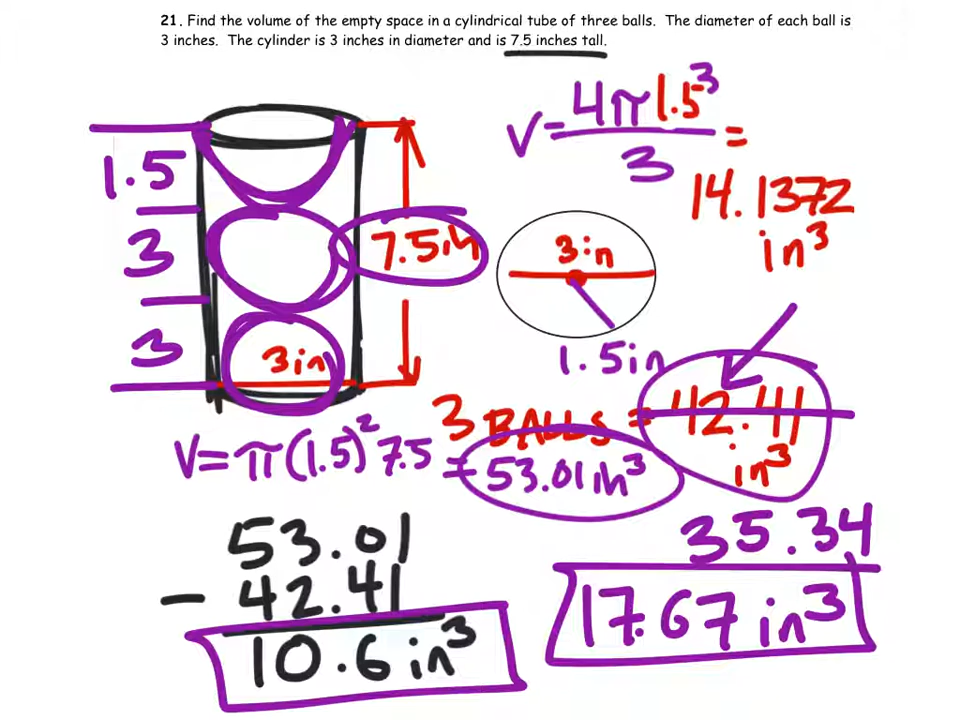 21. Find the volume of the empty space in a cylindrical tube of three balls. The diameter of each ball is
3 inches. The cylinder is 3 inches in diameter and is 7.5 inches tall.
V = 4π1.5³ / 3 =
14.1372
in³
1.5
3
3
7.5in
3in
3in
1.5in
3 BALLS = 42.41
in³
V = π(1.5)² 7.5 = 53.01 in³
53.01
- 42.41
10.6 in³
35.34
17.67 in³